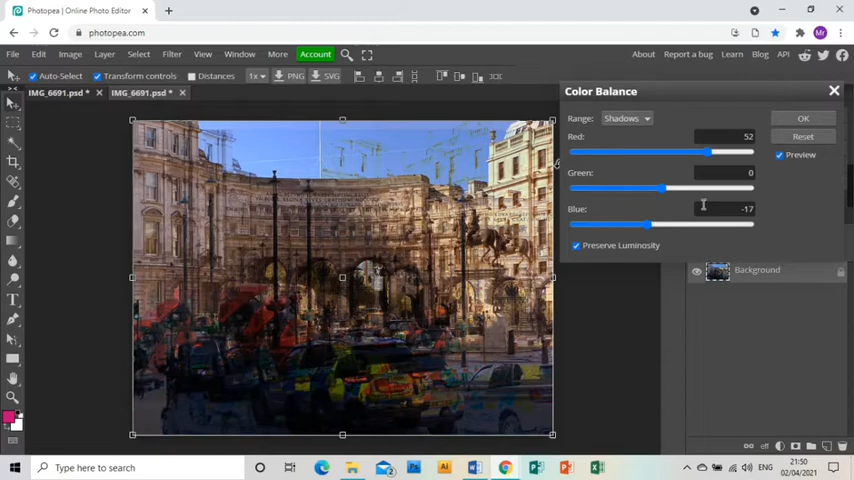 Photopea | Online Photo Editor
photopea.com
File Edit Image Layer Select Filter View Window More Account
About Report a bug Learn Blog API
Auto-Select Transform controls Distances 1x PNG SVG
IMG_6691.psd * IMG_6691.psd *
Color Balance
Range: Shadows OK
Red: 52 Reset
Preview
Green: 0
Blue: -17
Preserve Luminosity
Background
Type here to search
ENG
21:50
02/04/2021